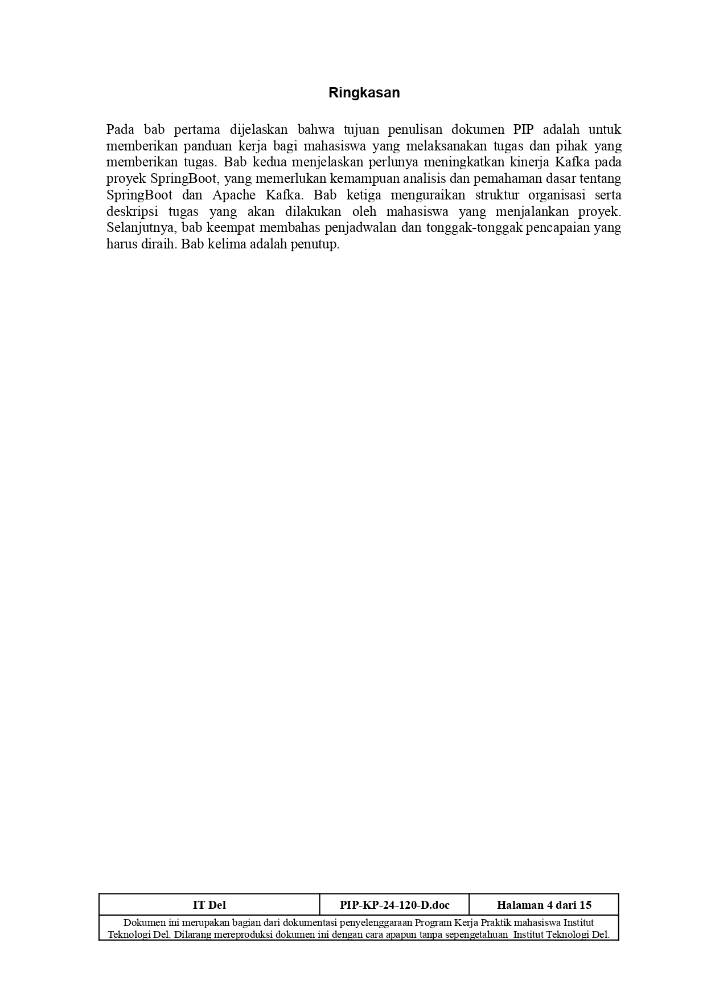 Ringkasan
Pada bab pertama dijelaskan bahwa tujuan penulisan dokumen PIP adalah untuk
memberikan panduan kerja bagi mahasiswa yang melaksanakan tugas dan pihak yang
memberikan tugas. Bab kedua menjelaskan perlunya meningkatkan kinerja Kafka pada
proyek SpringBoot, yang memerlukan kemampuan analisis dan pemahaman dasar tentang
SpringBoot dan Apache Kafka. Bab ketiga menguraikan struktur organisasi serta
deskripsi tugas yang akan dilakukan oleh mahasiswa yang menjalankan proyek.
Selanjutnya, bab keempat membahas penjadwalan dan tonggak-tonggak pencapaian yang
harus diraih. Bab kelima adalah penutup.
IT Del PIP-KP-24-120-D.doc Halaman 4 dari 15
Dokumen ini merupakan bagian dari dokumentasi penyelenggaraan Program Kerja Praktik mahasiswa Institut
Teknologi Del. Dilarang mereproduksi dokumen ini dengan cara apapun tanpa sepengetahuan  Institut Teknologi Del.